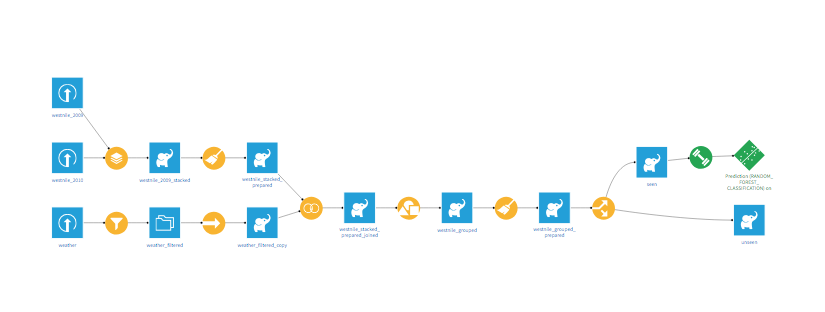 westnile_2009
westnile_2010
westnile_2009_stacked
westnile_stacked_
prepared
weather
weather_filtered
weather_filtered_copy
westnile_stacked_
prepared_joined
westnile_grouped
westnile_grouped_
prepared
seen
Prediction (RANDOM_
FOREST_
CLASSIFICATION) on
unseen